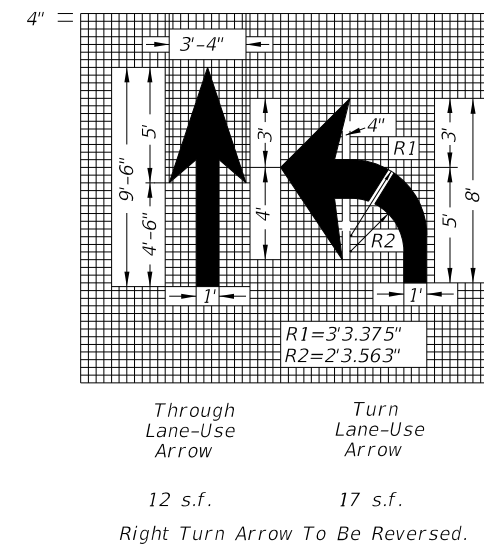 4"
3'-4"
5'
9'-6"
4'-6"
1'
3'
4"
R1
4'
R2
3'
5'
8'
1'
R1=3'3.375"
R2=2'3.563"
Through
Lane-Use
Arrow
Turn
Lane-Use
Arrow
12 s.f.
17 s.f.
Right Turn Arrow To Be Reversed.